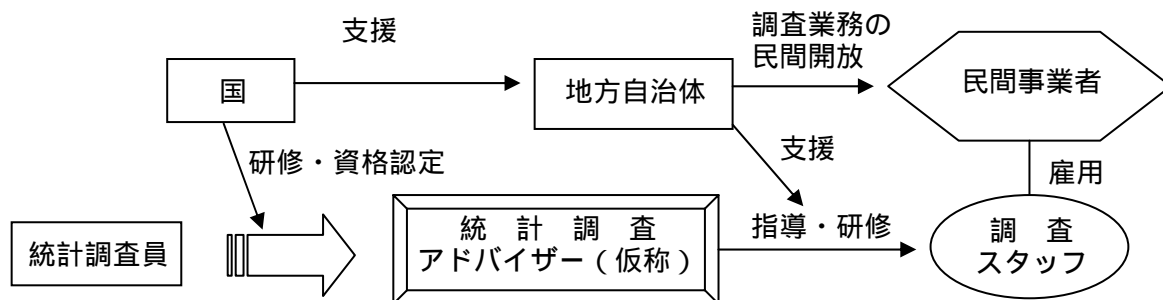 支援
調査業務の
民間開放
国
地方自治体
民間事業者
研修・資格認定
支援
雇用
統計調査員
統　計　調　査
アドバイザー（仮称）
指導・研修
調　査
スタッフ